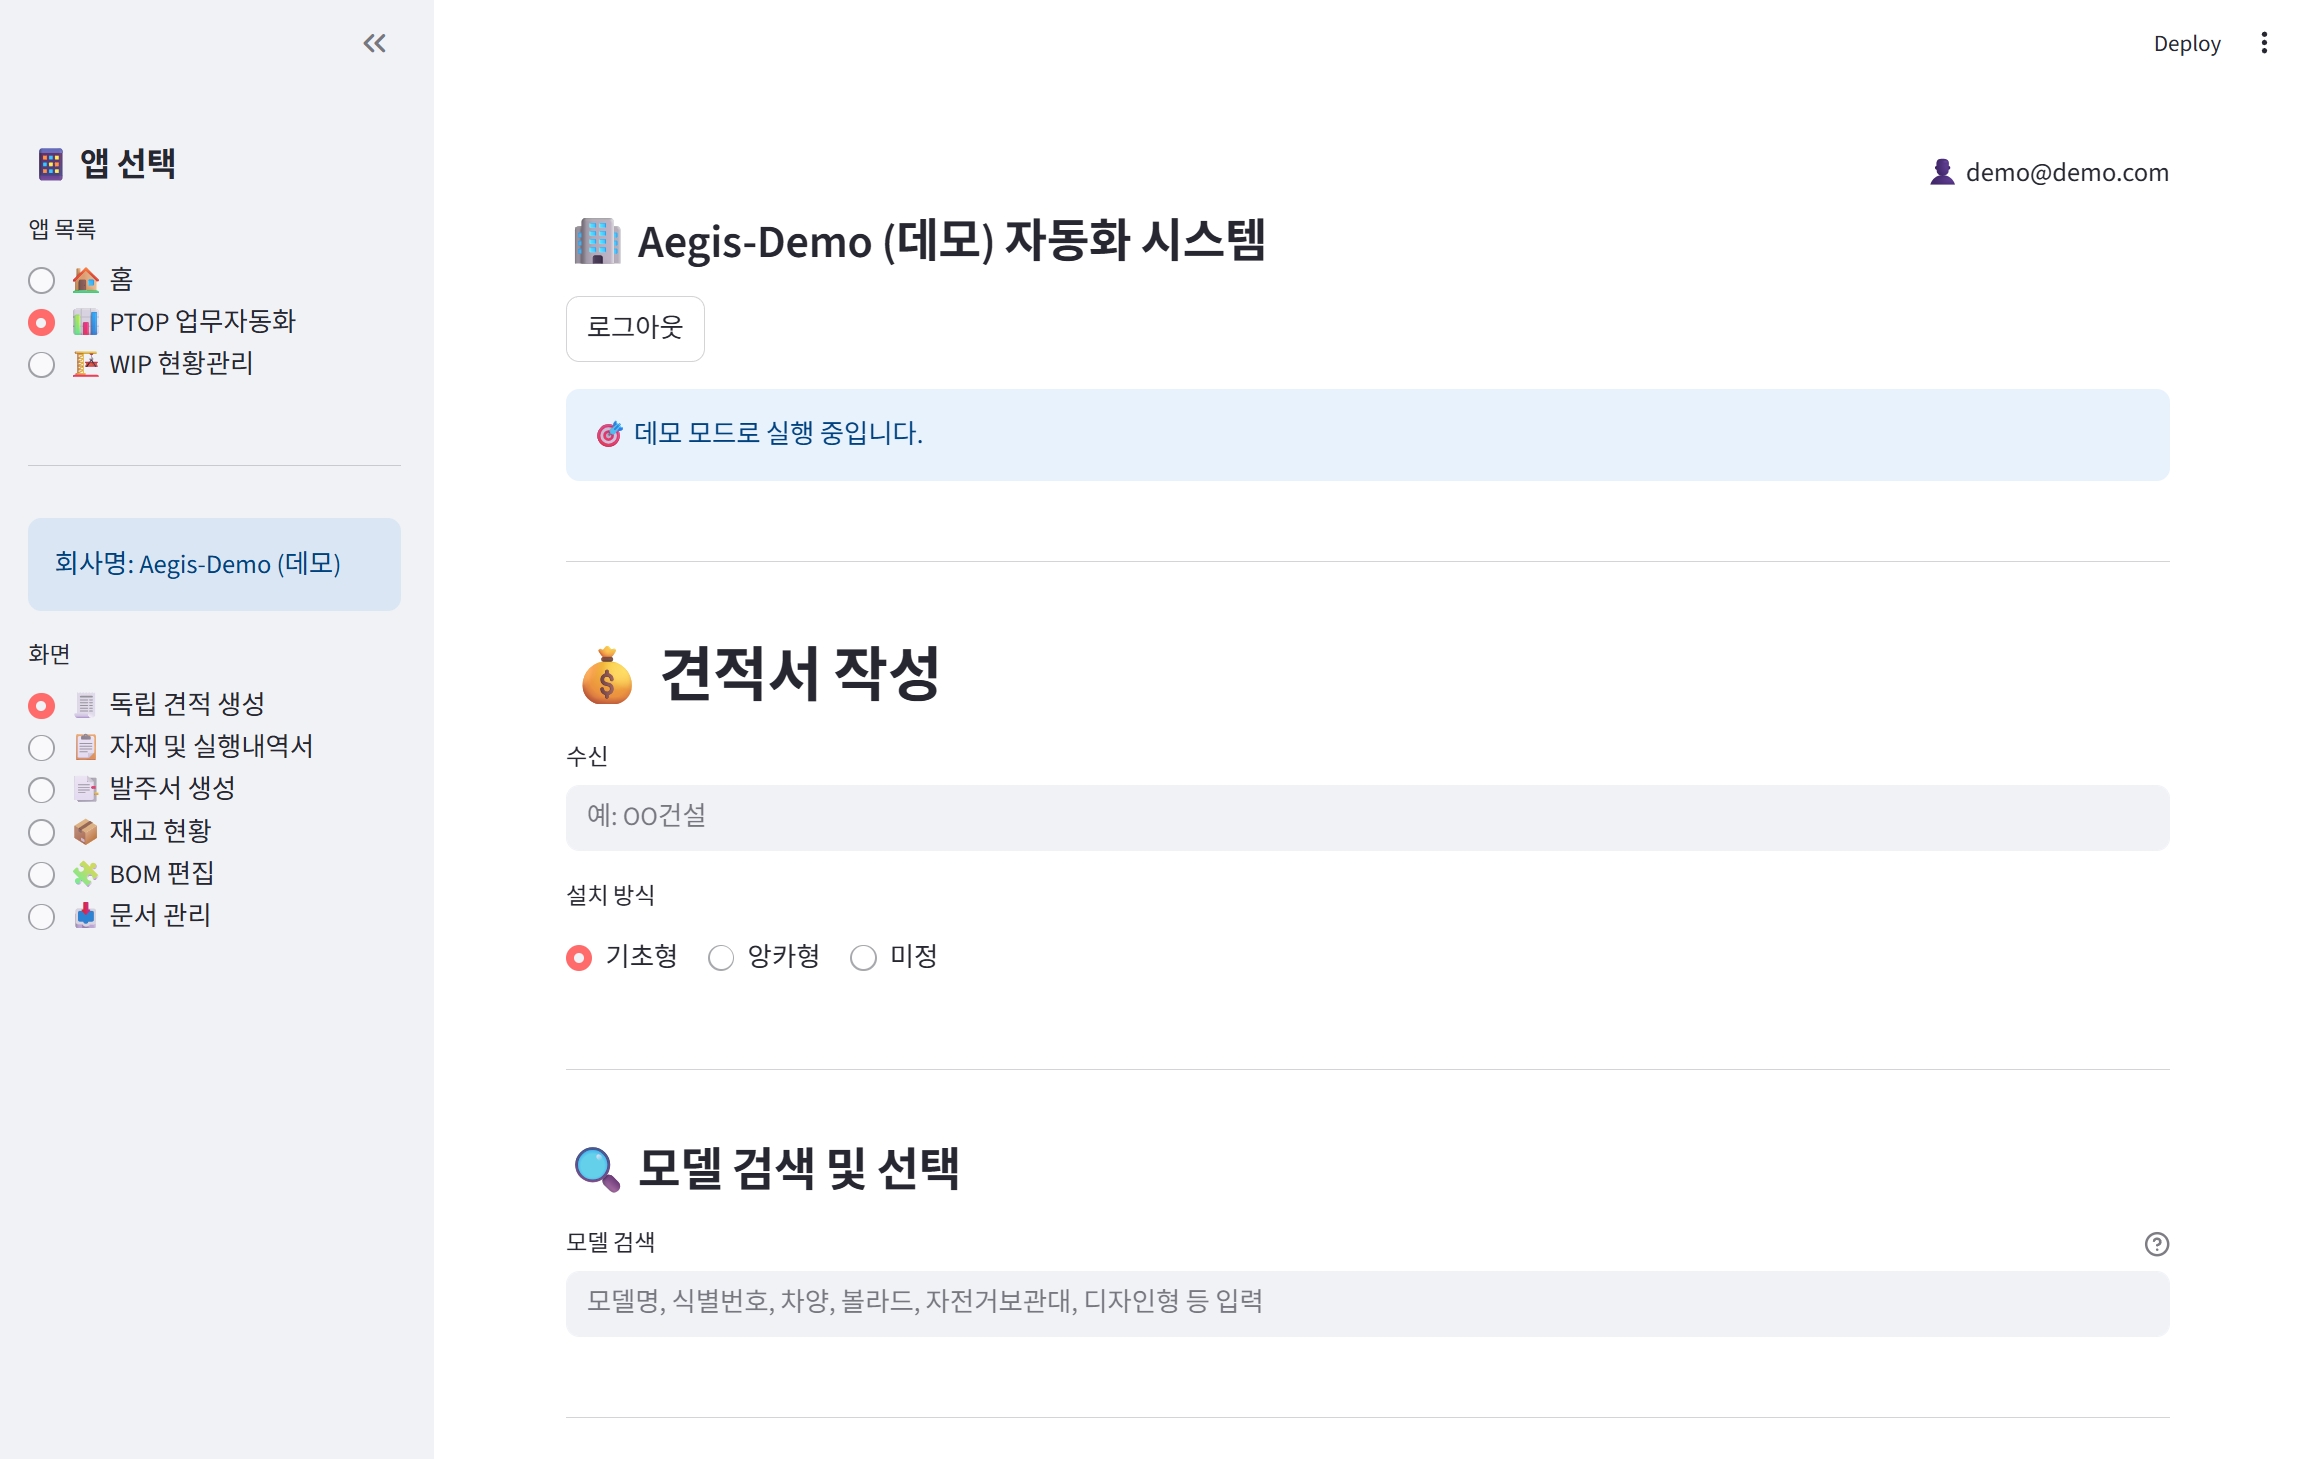 Deploy
앱 선택
앱 목록
홈
PTOP 업무자동화
WIP 현황관리
회사명: Aegis-Demo (데모)
화면
독립 견적 생성
자재 및 실행내역서
발주서 생성
재고 현황
BOM 편집
문서 관리
demo@demo.com
Aegis-Demo (데모) 자동화 시스템
로그아웃
데모 모드로 실행 중입니다.
견적서 작성
수신
예: OO건설
설치 방식
기초형 앙카형 미정
모델 검색 및 선택
모델 검색
모델명, 식별번호, 차양, 볼라드, 자전거보관대, 디자인형 등 입력